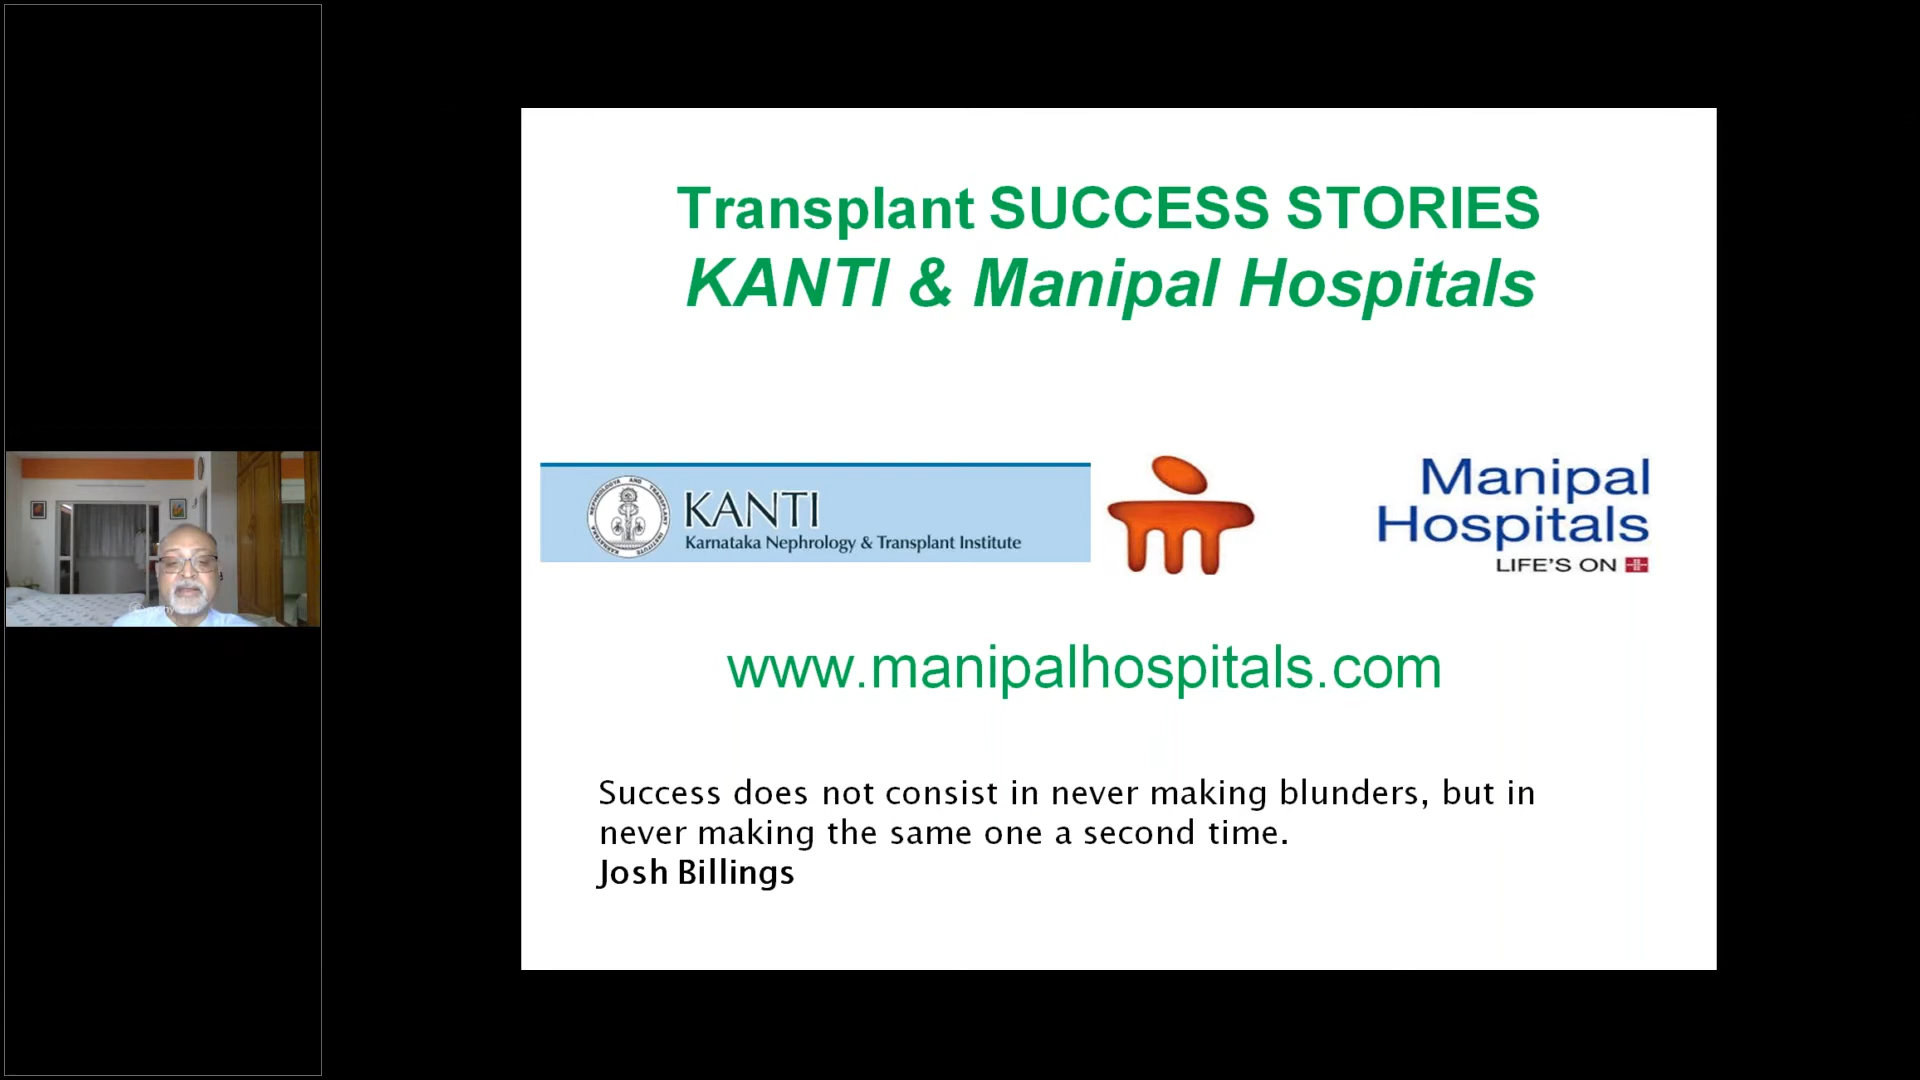 Transplant SUCCESS STORIES
KANTI & Manipal Hospitals
KANTI
Karnataka Nephrology & Transplant Institute
Manipal
Hospitals
LIFE'S ON
www.manipalhospitals.com
Success does not consist in never making blunders, but in
never making the same one a second time.
Josh Billings